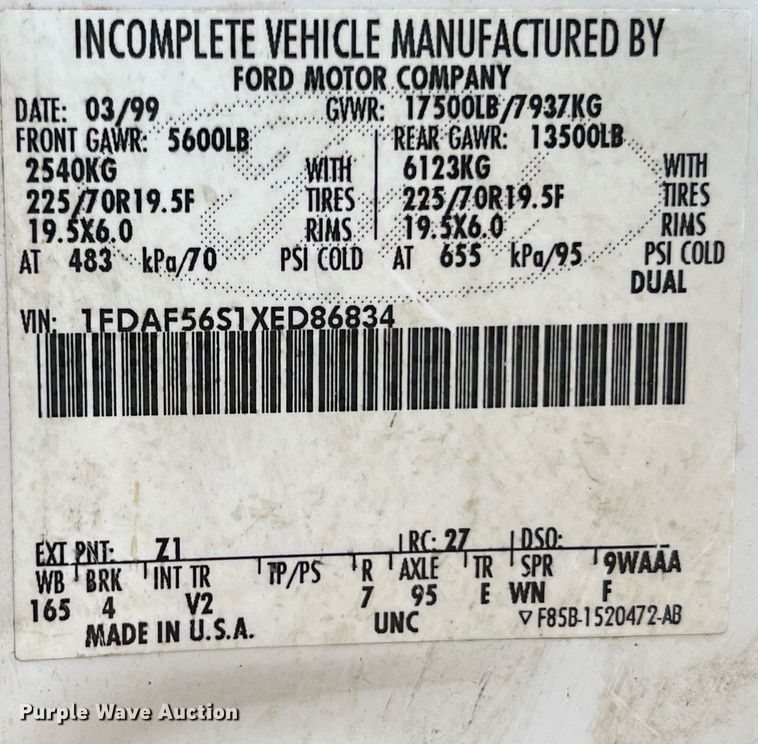 INCOMPLETE VEHICLE MANUFACTURED BY
FORD MOTOR COMPANY
DATE: 03/99 GVWR: 17500LB/7937KG
FRONT GAWR: 5600LB REAR GAWR: 13500LB
2540KG WITH 6123KG WITH
225/70R19.5F TIRES 225/70R19.5F TIRES
19.5X6.0 RIMS 19.5X6.0 RIMS
AT 483 kPa/70 PSI COLD AT 655 kPa/95 PSI COLD
DUAL
VIN: 1FDAF56S1XED86834
EXT PNT: Z1 RC: 27 DSO:
WB BRK INT TR TP/PS R AXLE TR SPR 9WAAA
165 4 V2 7 95 E WN F
MADE IN U.S.A. UNC ▽ F85B-1520472-AB
Purple Wave Auction